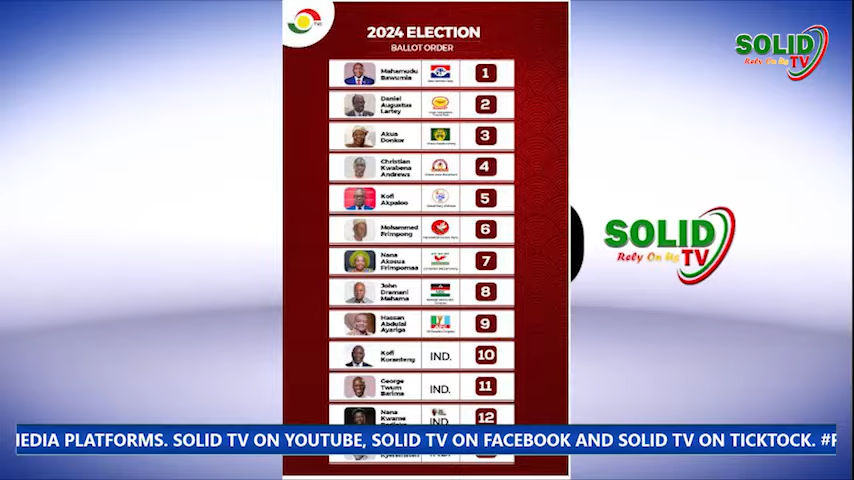 TV3
2024 ELECTION
BALLOT ORDER
SOLID
TV
Rely On Us
Mahamudu
Bawumia
1
Daniel
Augustus
Lartey
2
Akua
Donkor
3
Christian
Kwabena
Andrews
4
Kofi
Akpaloo
5
SOLID
TV
Rely On Us
Mohammed
Frimpong
6
Nana
Akosua
Frimpomaa
7
John
Dramani
Mahama
8
Hassan
Abdulai
Ayariga
APC
9
Kofi
Koranteng
IND.
10
George
Twum
Barima
IND.
11
Nana
Kwame
IND.
12
MEDIA PLATFORMS. SOLID TV ON YOUTUBE, SOLID TV ON FACEBOOK AND SOLID TV ON TICKTOCK. #